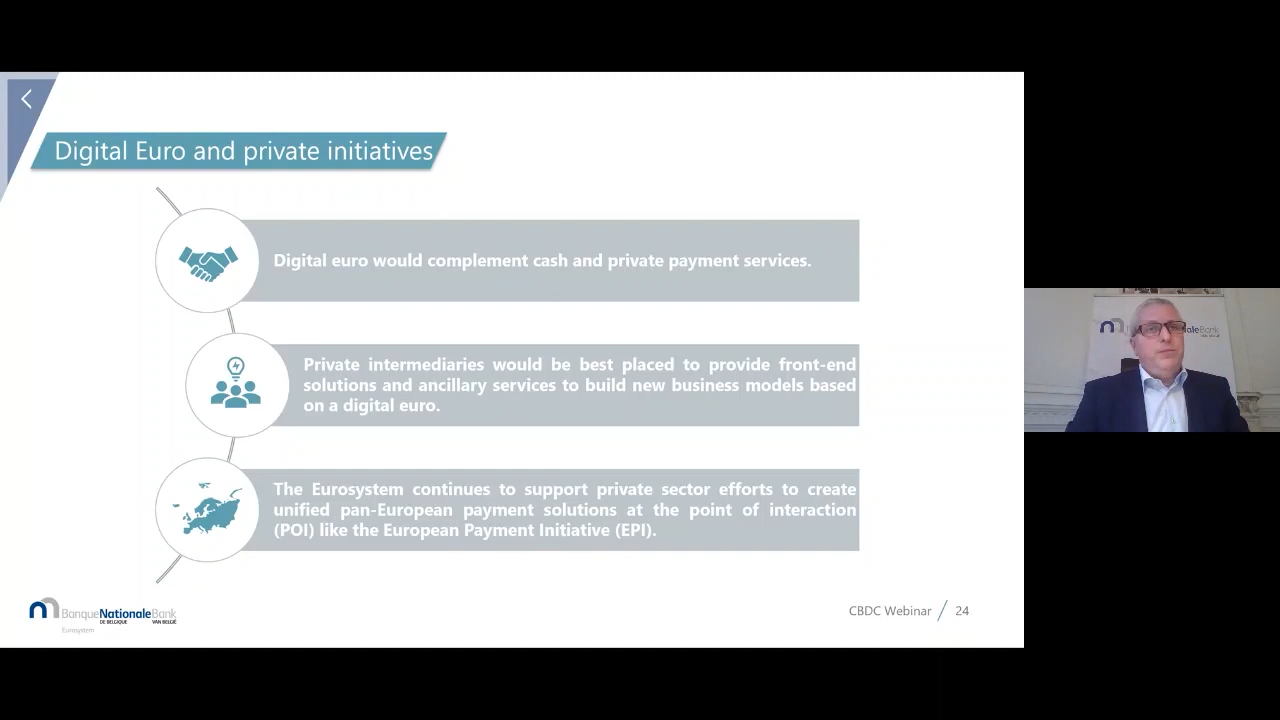 Digital Euro and private initiatives
Digital euro would complement cash and private payment services.
Private intermediaries would be best placed to provide front-end
solutions and ancillary services to build new business models based
on a digital euro.
The Eurosystem continues to support private sector efforts to create
unified pan-European payment solutions at the point of interaction
(POI) like the European Payment Initiative (EPI).
BanqueNationaleBank
DE BELGIQUE VAN BELGIË
Eurosystem
CBDC Webinar 24